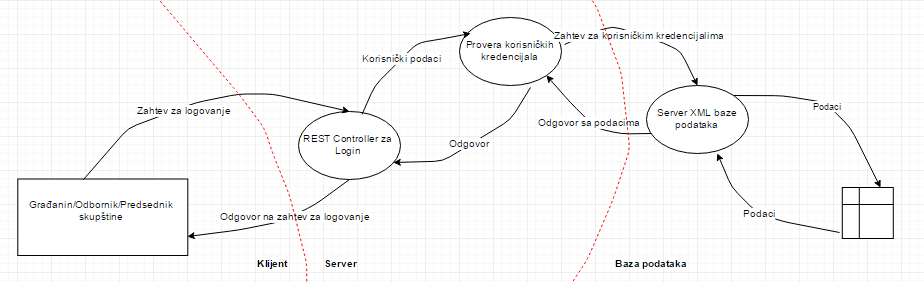 Zahtev za korisničkim kredencijalima
Provera korisničkih
kredencijala
Korisnički podaci
Zahtev za logovanje
Podaci
Server XML baze
podataka
Odgovor sa podacima
REST Controller za
Login
Odgovor
Građanin/Odbornik/Predsednik
skupštine
Odgovor na zahtev za logovanje
Podaci
Klijent
Server
Baza podataka